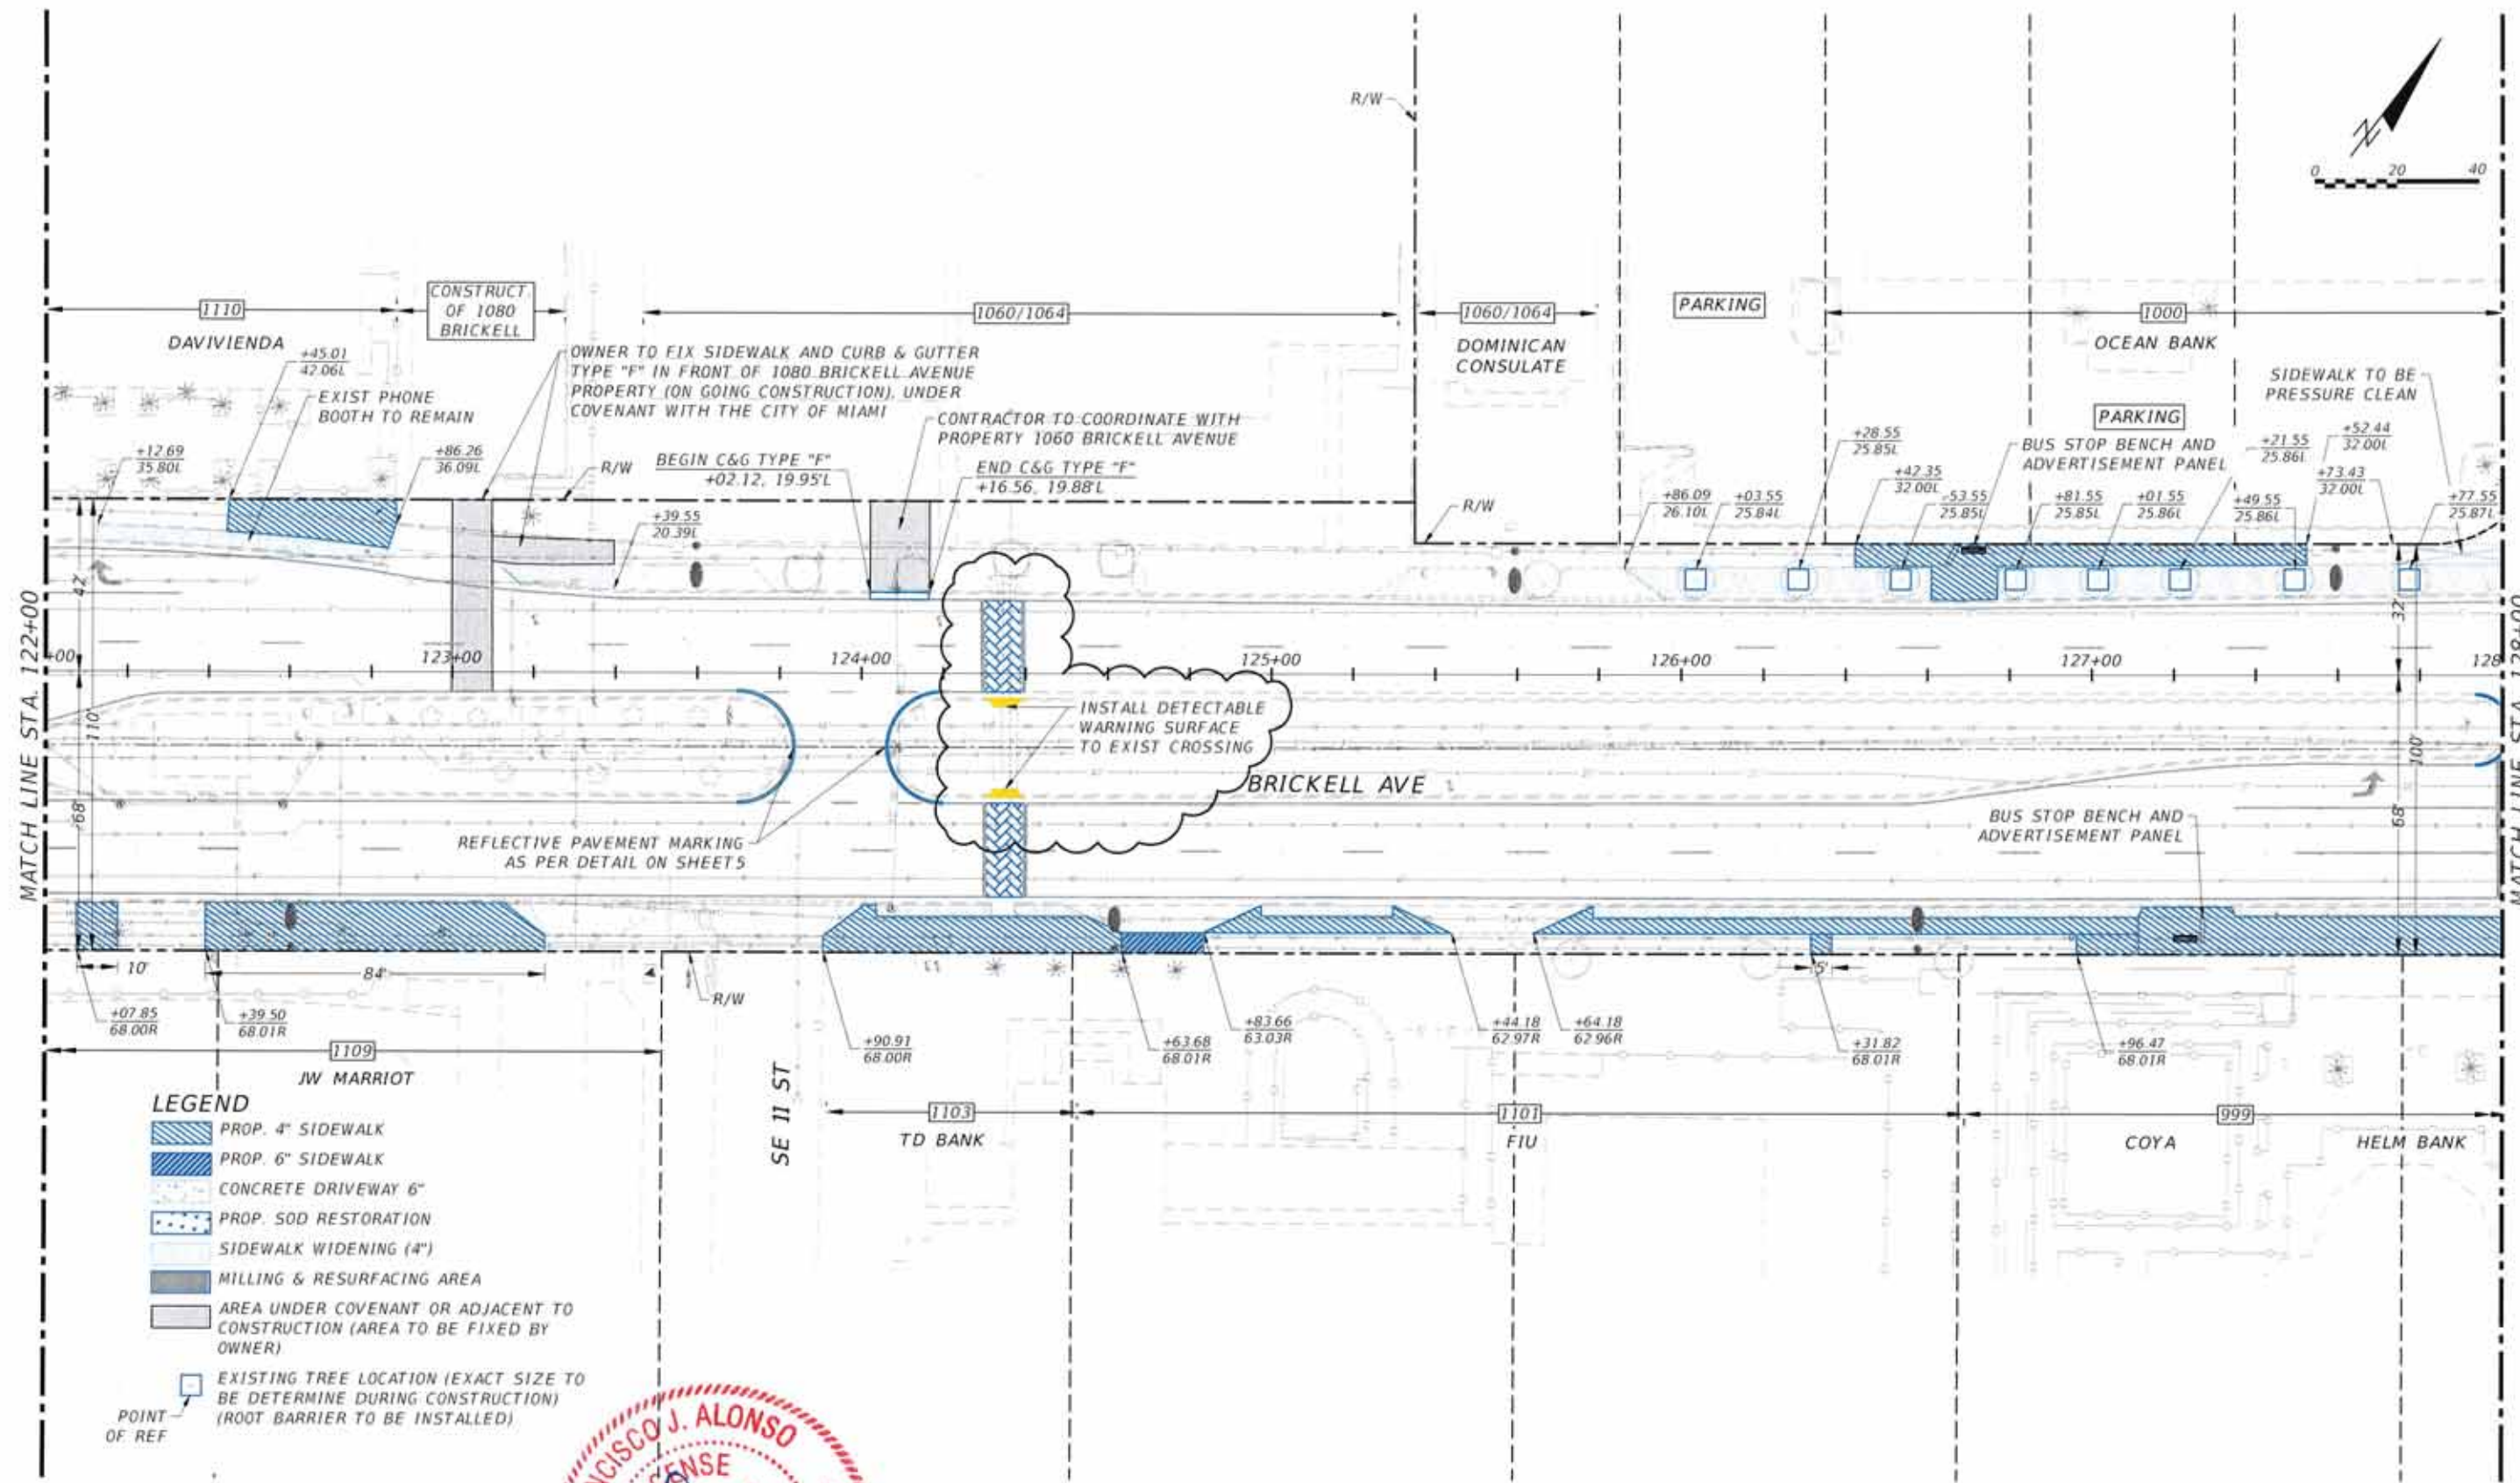 R/W
N
0 20 40
1110
DAVIVIENDA
CONSTRUCT.
OF 1080
BRICKELL
1060/1064
1060/1064
DOMINICAN
CONSULATE
PARKING
1000
OCEAN BANK
PARKING
+45.01
42.06L
EXIST PHONE
BOOTH TO REMAIN
OWNER TO FIX SIDEWALK AND CURB & GUTTER
TYPE "F" IN FRONT OF 1080 BRICKELL AVENUE
PROPERTY (ON GOING CONSTRUCTION), UNDER
COVENANT WITH THE CITY OF MIAMI
CONTRACTOR TO COORDINATE WITH
PROPERTY 1060 BRICKELL AVENUE
SIDEWALK TO BE
PRESSURE CLEAN
BUS STOP BENCH AND
ADVERTISEMENT PANEL
+12.69
35.80L
+86.26
36.09L
R/W
BEGIN C&G TYPE "F"
+02.12, 19.95'L
END C&G TYPE "F"
+16.56, 19.88'L
+39.55
20.39L
R/W
+86.09
26.10L
+03.55
25.84L
+28.55
25.85L
+42.35
32.00L
+53.55
25.85L
+81.55
25.85L
+01.55
25.86L
+21.55
25.86L
+49.55
25.86L
+52.44
32.00L
+73.43
32.00L
+77.55
25.87L
MATCH LINE STA. 122+00
42'
110'
68'
+00
123+00
124+00
125+00
126+00
127+00
128
32'
100'
68'
MATCH LINE STA. 128+00
INSTALL DETECTABLE
WARNING SURFACE
TO EXIST CROSSING
BRICKELL AVE
REFLECTIVE PAVEMENT MARKING
AS PER DETAIL ON SHEET 5
BUS STOP BENCH AND
ADVERTISEMENT PANEL
10'
84'
5'
R/W
+07.85
68.00R
+39.50
68.01R
+90.91
68.00R
+63.68
68.01R
+83.66
63.03R
+44.18
62.97R
+64.18
62.96R
+31.82
68.01R
+96.47
68.01R
1109
JW MARRIOT
SE 11 ST
1103
TD BANK
1101
FIU
999
COYA
HELM BANK
LEGEND
PROP. 4" SIDEWALK
PROP. 6" SIDEWALK
CONCRETE DRIVEWAY 6"
PROP. SOD RESTORATION
SIDEWALK WIDENING (4")
MILLING & RESURFACING AREA
AREA UNDER COVENANT OR ADJACENT TO
CONSTRUCTION (AREA TO BE FIXED BY
OWNER)
EXISTING TREE LOCATION (EXACT SIZE TO
BE DETERMINE DURING CONSTRUCTION)
(ROOT BARRIER TO BE INSTALLED)
POINT
OF REF
NCISCO J. ALONSO
ENSE